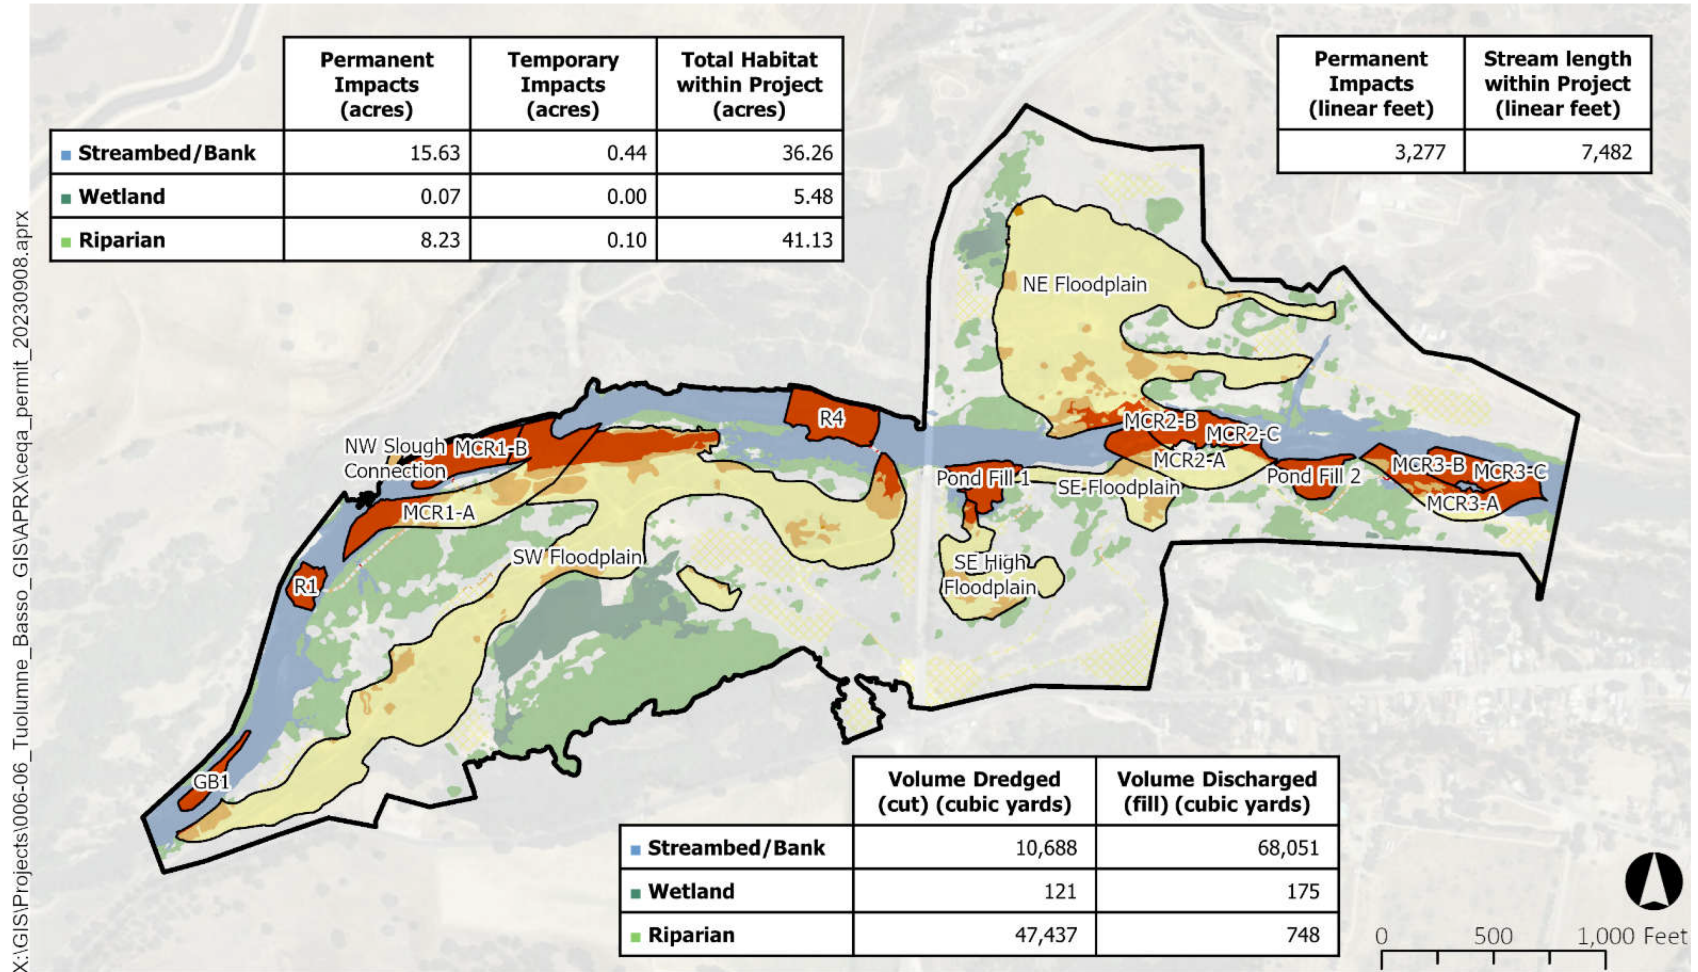 Permanent Impacts (acres) Temporary Impacts (acres) Total Habitat within Project (acres)
Streambed/Bank 15.63 0.44 36.26
Wetland 0.07 0.00 5.48
Riparian 8.23 0.10 41.13
Permanent Impacts (linear feet) Stream length within Project (linear feet)
3,277 7,482
NE Floodplain
R4
MCR2-B
MCR2-C
NW Slough Connection
MCR1-B
MCR2-A
MCR3-B
MCR3-C
Pond Fill 1
SE Floodplain
Pond Fill 2
MCR3-A
MCR1-A
SW Floodplain
SE High Floodplain
R1
GB1
Volume Dredged (cut) (cubic yards) Volume Discharged (fill) (cubic yards)
Streambed/Bank 10,688 68,051
Wetland 121 175
Riparian 47,437 748
0 500 1,000 Feet
X:\GIS\Projects\006-06_Tuolumne_Basso_GIS\APRX\ceqa_permit_20230908.aprx